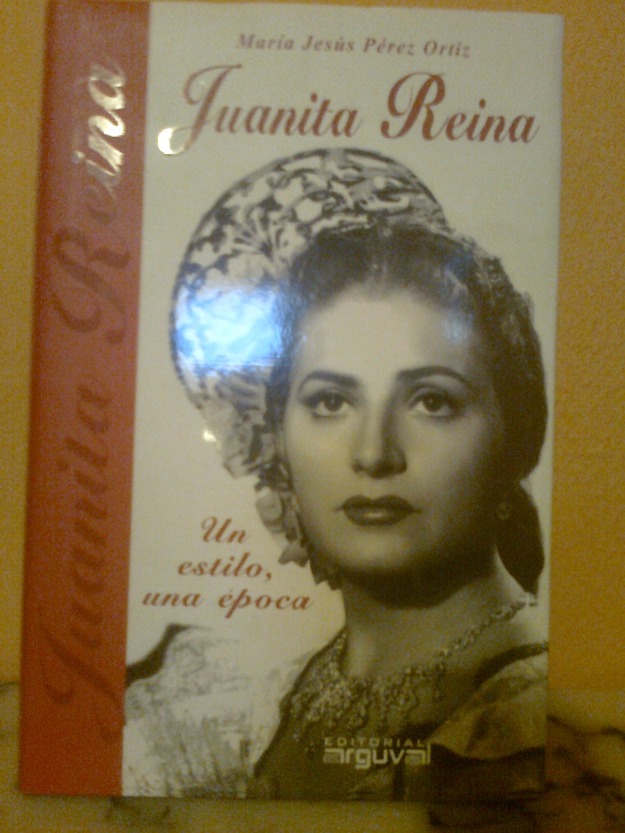 María Jesús Pérez Ortiz
Juanita Reina
Juanita Reina
Un
estilo,
una época
EDITORIAL
arguval